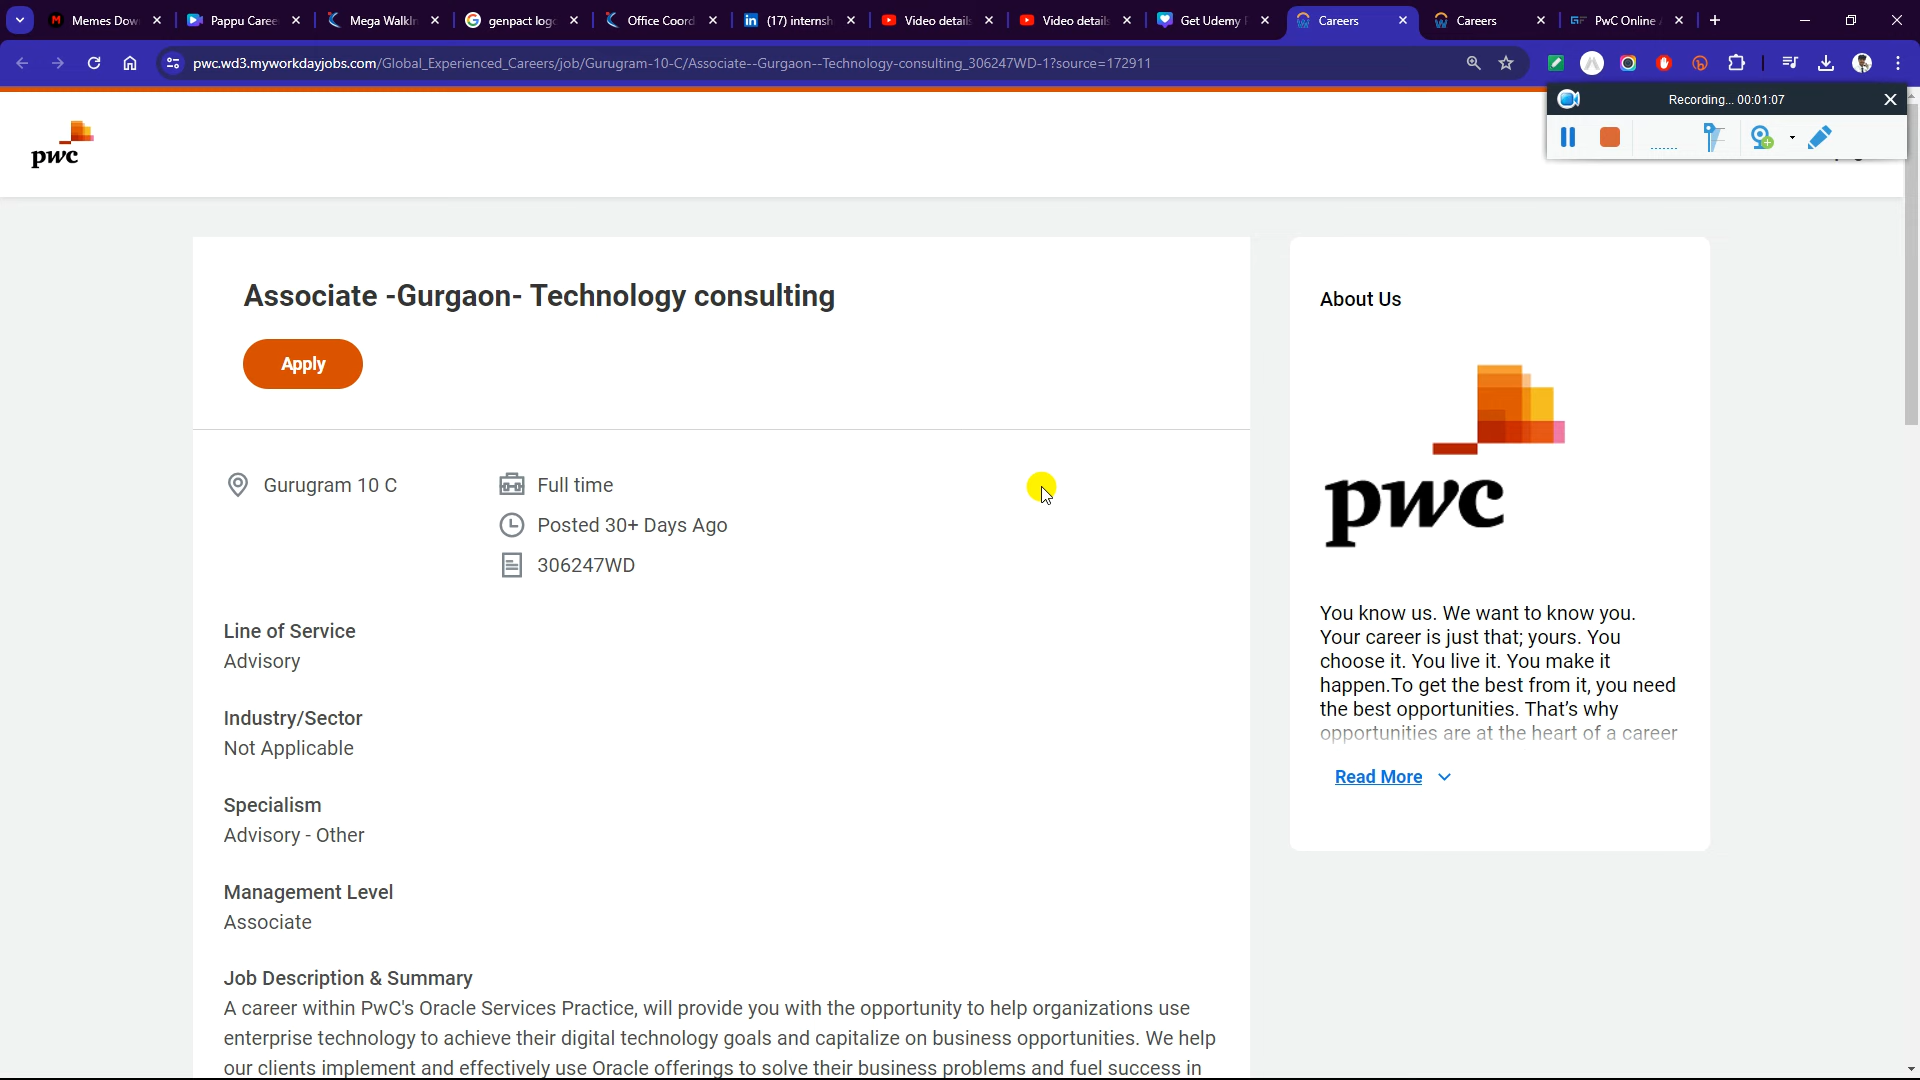 Memes Dow
Pappu Caree
Mega WalkIn
genpact logo
Office Coord
(17) internsh
Video details
Video details
Get Udemy
Careers
Careers
PwC Online
pwc.wd3.myworkdayjobs.com/Global_Experienced_Careers/job/Gurugram-10-C/Associate--Gurgaon--Technology-consulting_306247WD-1?source=172911
Recording... 00:01:07
pwc
Associate -Gurgaon- Technology consulting
Apply
Gurugram 10 C
Full time
Posted 30+ Days Ago
306247WD
Line of Service
Advisory
Industry/Sector
Not Applicable
Specialism
Advisory - Other
Management Level
Associate
Job Description & Summary
A career within PwC's Oracle Services Practice, will provide you with the opportunity to help organizations use
enterprise technology to achieve their digital technology goals and capitalize on business opportunities. We help
our clients implement and effectively use Oracle offerings to solve their business problems and fuel success in
About Us
pwc
You know us. We want to know you.
Your career is just that; yours. You
choose it. You live it. You make it
happen.To get the best from it, you need
the best opportunities. That's why
opportunities are at the heart of a career
Read More